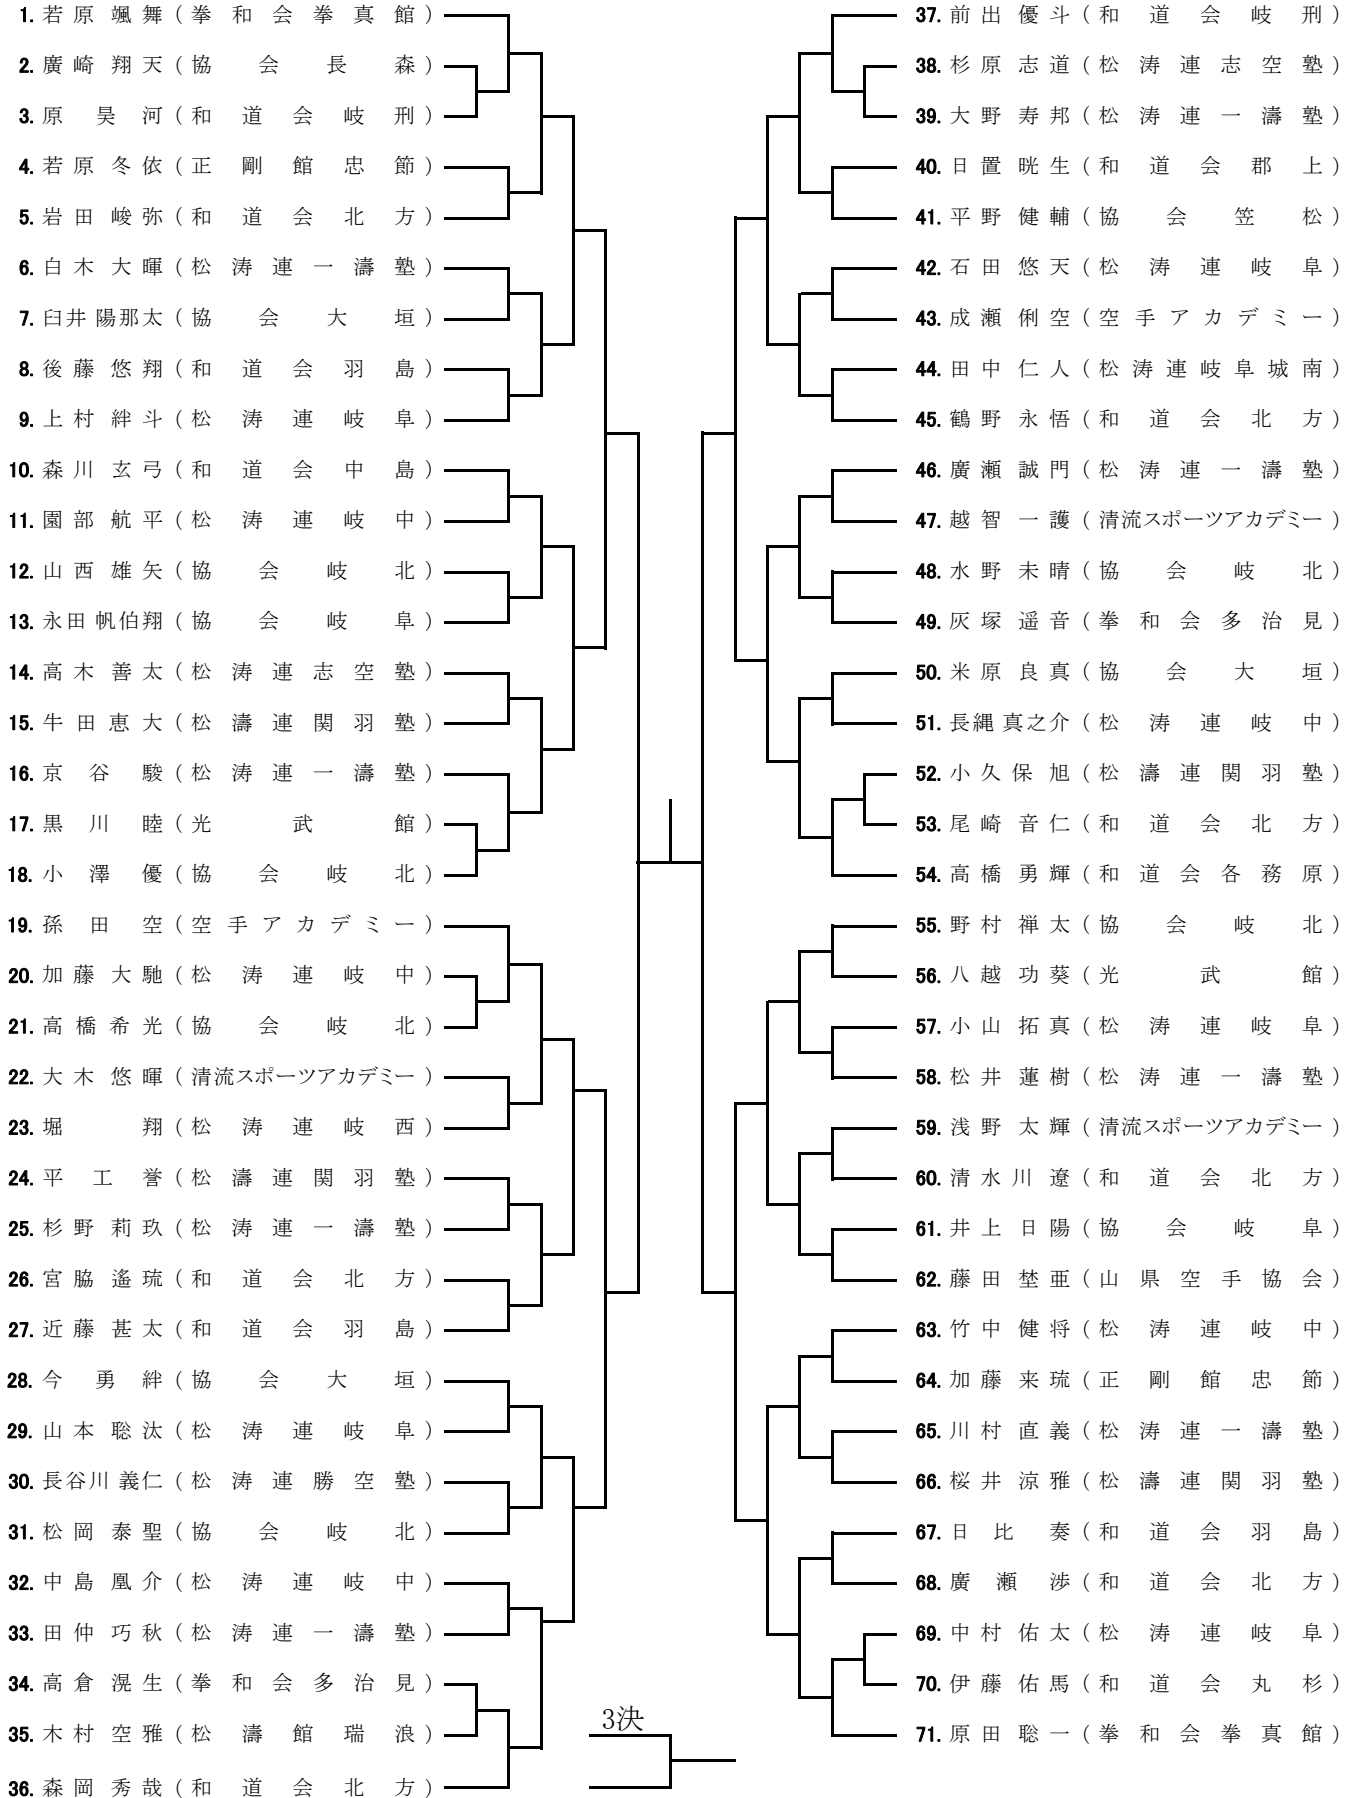 1. 若原颯舞(拳和会拳真館)
2. 廣崎翔天(協会長森)
3. 原昊河(和道会岐刑)
4. 若原冬依(正剛館忠節)
5. 岩田峻弥(和道会北方)
6. 白木大暉(松涛連一濤塾)
7. 臼井陽那太(協会大垣)
8. 後藤悠翔(和道会羽島)
9. 上村絆斗(松涛連岐阜)
10. 森川玄弓(和道会中島)
11. 園部航平(松涛連岐中)
12. 山西雄矢(協会岐北)
13. 永田帆伯翔(協会岐阜)
14. 高木善太(松涛連志空塾)
15. 牛田恵大(松濤連関羽塾)
16. 京谷駿(松涛連一濤塾)
17. 黒川睦(光武館)
18. 小澤優(協会岐北)
19. 孫田空(空手アカデミー)
20. 加藤大馳(松涛連岐中)
21. 高橋希光(協会岐北)
22. 大木悠暉(清流スポーツアカデミー)
23. 堀翔(松涛連岐西)
24. 平工誉(松濤連関羽塾)
25. 杉野莉玖(松涛連一濤塾)
26. 宮脇遙琉(和道会北方)
27. 近藤甚太(和道会羽島)
28. 今勇絆(協会大垣)
29. 山本聡汰(松涛連岐阜)
30. 長谷川義仁(松涛連勝空塾)
31. 松岡泰聖(協会岐北)
32. 中島凰介(松涛連岐中)
33. 田仲巧秋(松涛連一濤塾)
34. 高倉滉生(拳和会多治見)
35. 木村空雅(松濤館瑞浪)
36. 森岡秀哉(和道会北方)
3決
37. 前出優斗(和道会岐刑)
38. 杉原志道(松涛連志空塾)
39. 大野寿邦(松涛連一濤塾)
40. 日置晄生(和道会郡上)
41. 平野健輔(協会笠松)
42. 石田悠天(松涛連岐阜)
43. 成瀬俐空(空手アカデミー)
44. 田中仁人(松涛連岐阜城南)
45. 鶴野永悟(和道会北方)
46. 廣瀬誠門(松涛連一濤塾)
47. 越智一護(清流スポーツアカデミー)
48. 水野未晴(協会岐北)
49. 灰塚遥音(拳和会多治見)
50. 米原良真(協会大垣)
51. 長縄真之介(松涛連岐中)
52. 小久保旭(松濤連関羽塾)
53. 尾崎音仁(和道会北方)
54. 高橋勇輝(和道会各務原)
55. 野村禅太(協会岐北)
56. 八越功葵(光武館)
57. 小山拓真(松涛連岐阜)
58. 松井蓮樹(松涛連一濤塾)
59. 浅野太輝(清流スポーツアカデミー)
60. 清水川遼(和道会北方)
61. 井上日陽(協会岐阜)
62. 藤田埜亜(山県空手協会)
63. 竹中健将(松涛連岐中)
64. 加藤来琉(正剛館忠節)
65. 川村直義(松涛連一濤塾)
66. 桜井涼雅(松濤連関羽塾)
67. 日比奏(和道会羽島)
68. 廣瀬渉(和道会北方)
69. 中村佑太(松涛連岐阜)
70. 伊藤佑馬(和道会丸杉)
71. 原田聡一(拳和会拳真館)